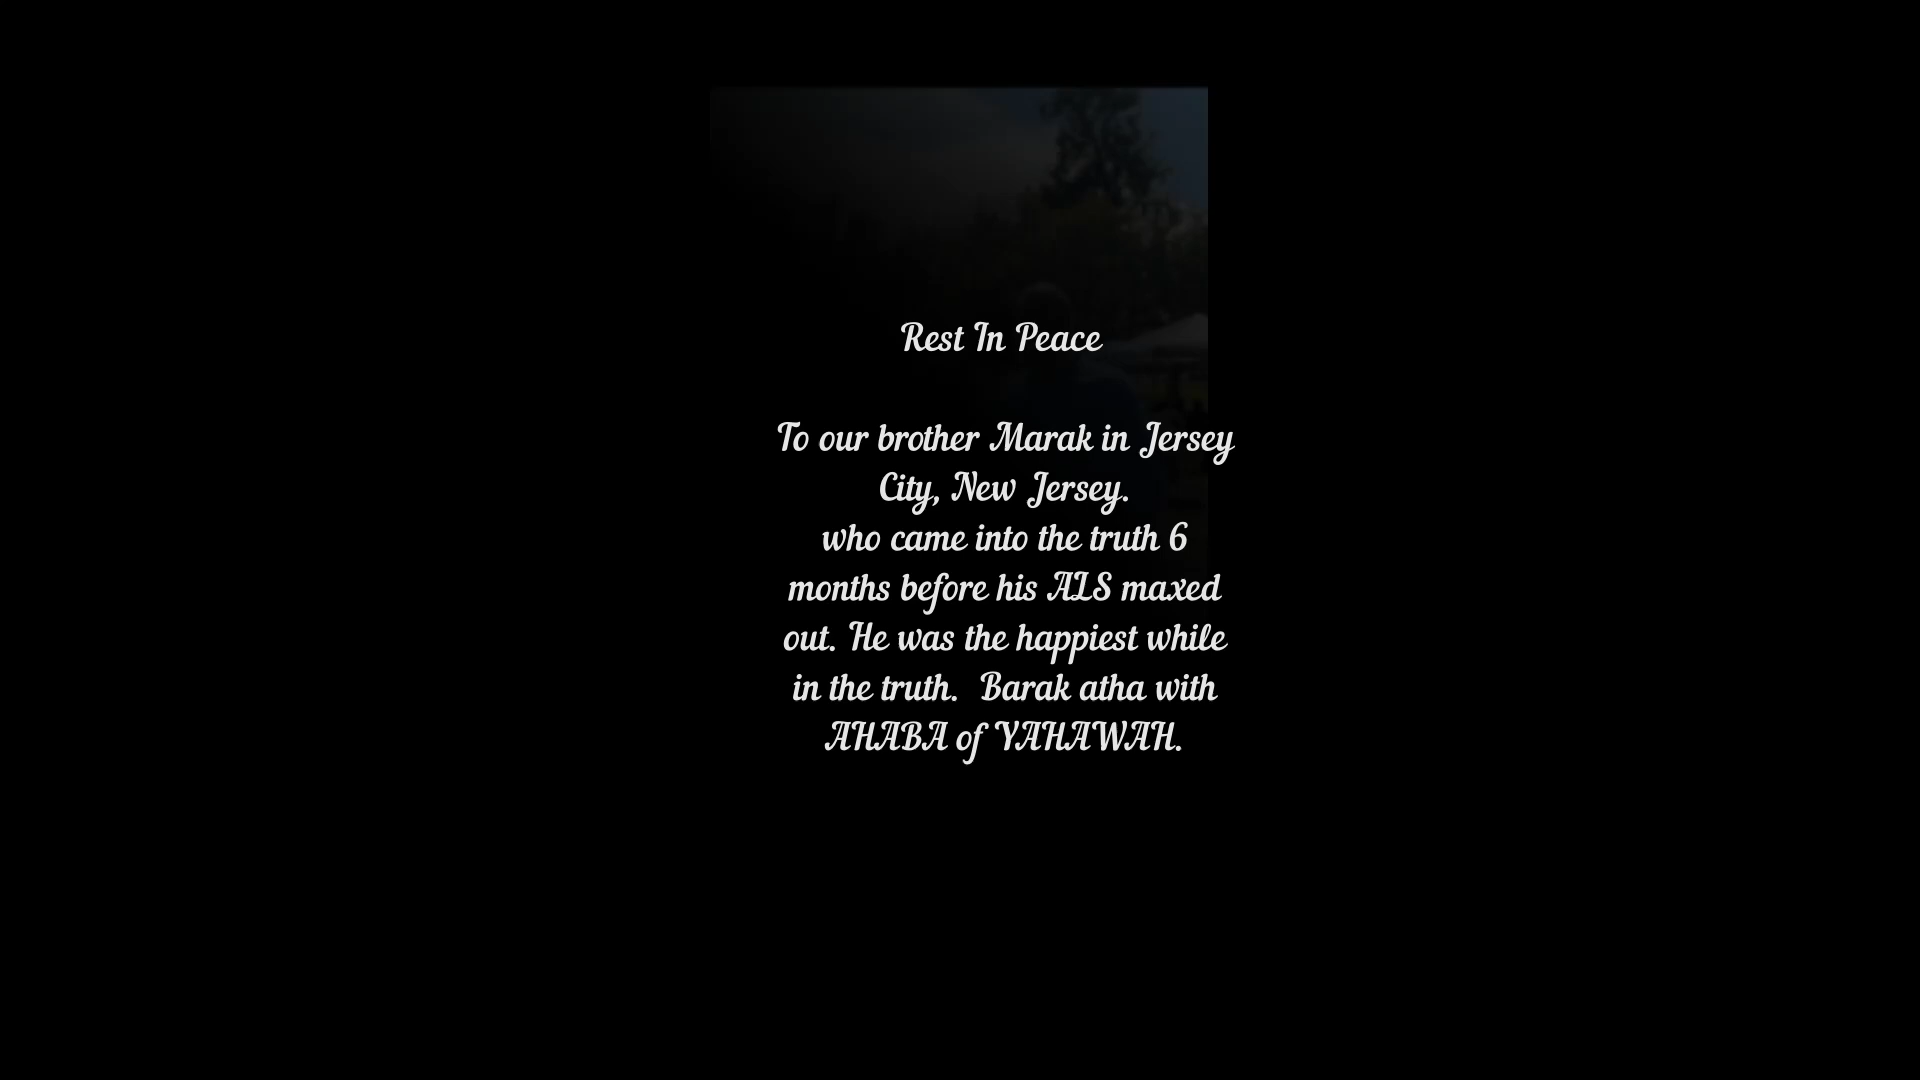 Rest In Peace
To our brother Marak in Jersey
City, New Jersey.
who came into the truth 6
months before his ALS maxed
out. He was the happiest while
in the truth.  Barak atha with
AHABA of YAHAWAH.